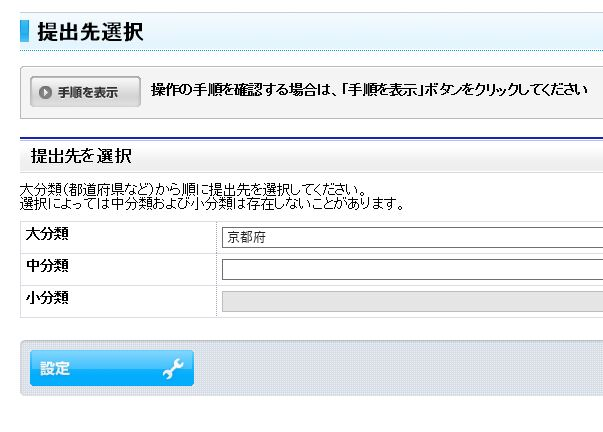 提出先選択
手順を表示
操作の手順を確認する場合は、「手順を表示」ボタンをクリックしてください
提出先を選択
大分類(都道府県など)から順に提出先を選択してください。
選択によっては中分類および小分類は存在しないことがあります。
大分類
京都府
中分類
小分類
設定